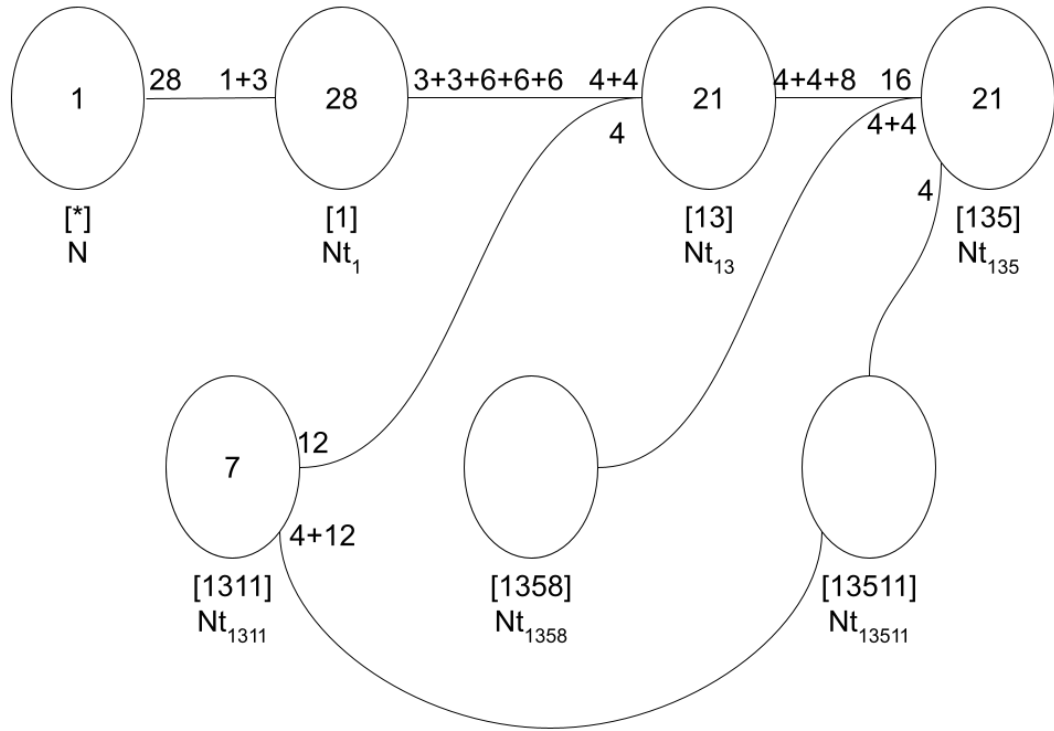 1
28 1+3
28
3+3+6+6+6 4+4
4
21
4+4+8 16
4+4
4
21
[*]
N
[1]
Nt₁
[13]
Nt₁₃
[135]
Nt₁₃₅
7
12
4+12
[1311]
Nt₁₃₁₁
[1358]
Nt₁₃₅₈
[13511]
Nt₁₃₅₁₁